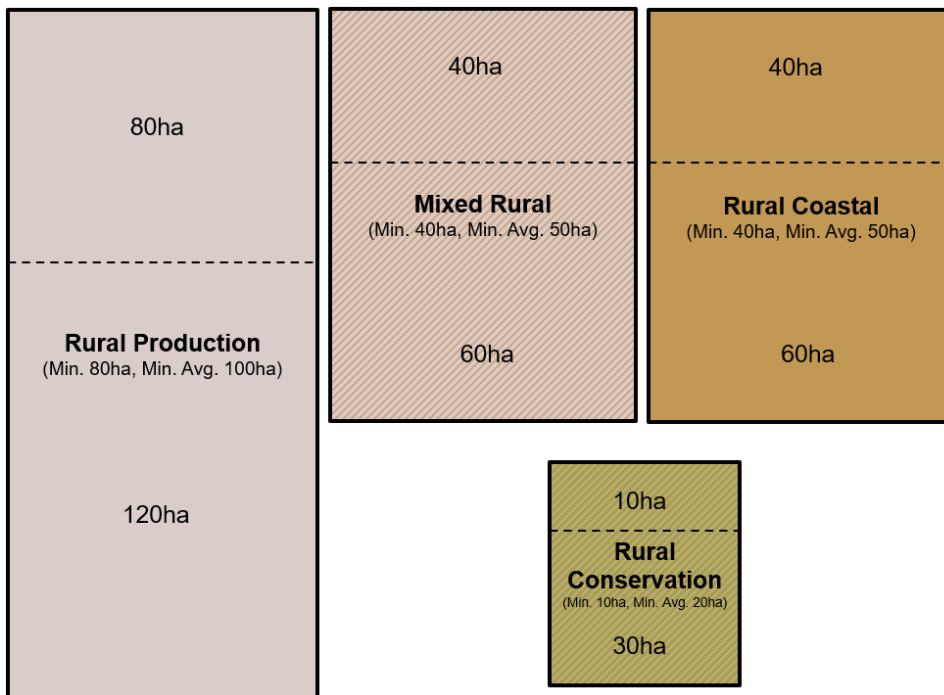 80ha
Rural Production
(Min. 80ha, Min. Avg. 100ha)
120ha
40ha
Mixed Rural
(Min. 40ha, Min. Avg. 50ha)
60ha
40ha
Rural Coastal
(Min. 40ha, Min. Avg. 50ha)
60ha
10ha
Rural
Conservation
(Min. 10ha, Min. Avg. 20ha)
30ha